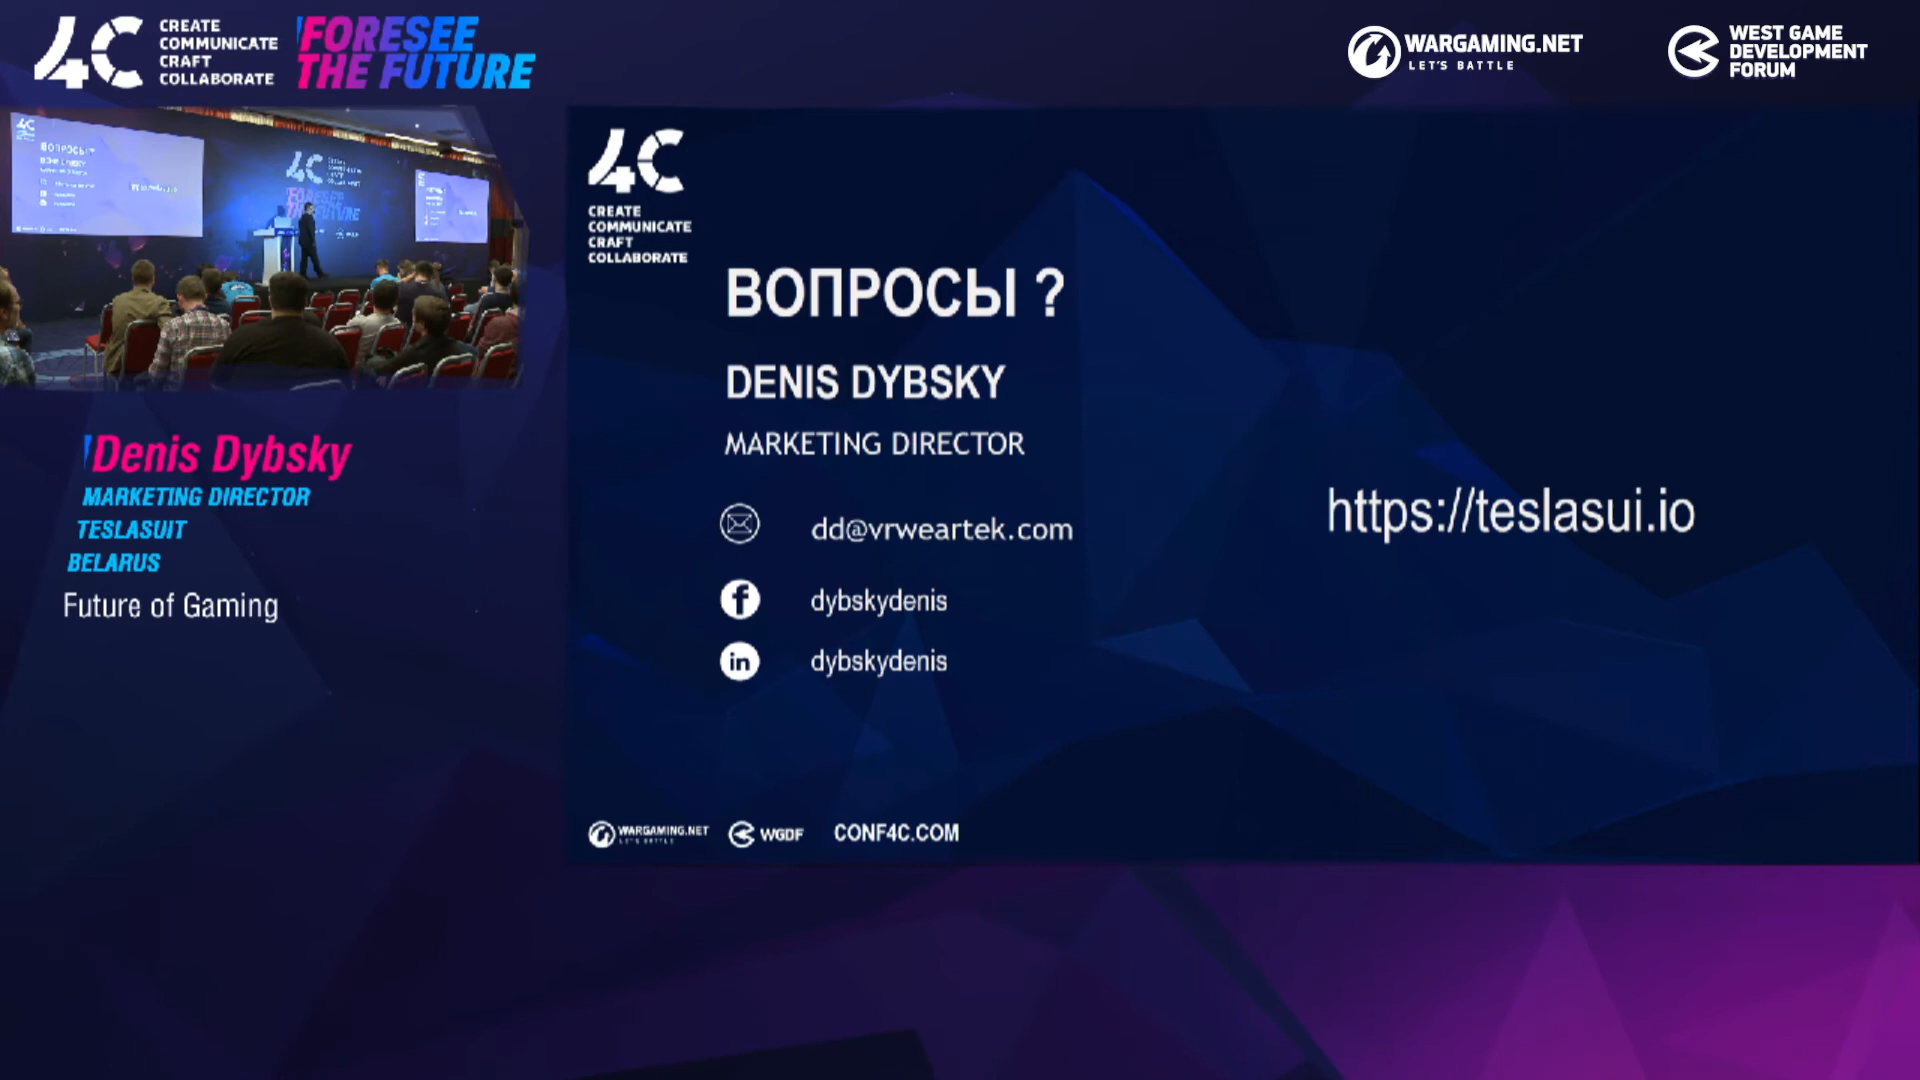 4C
CREATE
COMMUNICATE
CRAFT
COLLABORATE
FORESEE
THE FUTURE
WARGAMING.NET
LET'S BATTLE
WEST GAME
DEVELOPMENT
FORUM
Denis Dybsky
MARKETING DIRECTOR
TESLASUIT
BELARUS
Future of Gaming
4C
CREATE
COMMUNICATE
CRAFT
COLLABORATE
ВОПРОСЫ ?
DENIS DYBSKY
MARKETING DIRECTOR
dd@vrweartek.com
dybskydenis
dybskydenis
https://teslasui.io
WARGAMING.NET
LET'S BATTLE
WGDF
CONF4C.COM